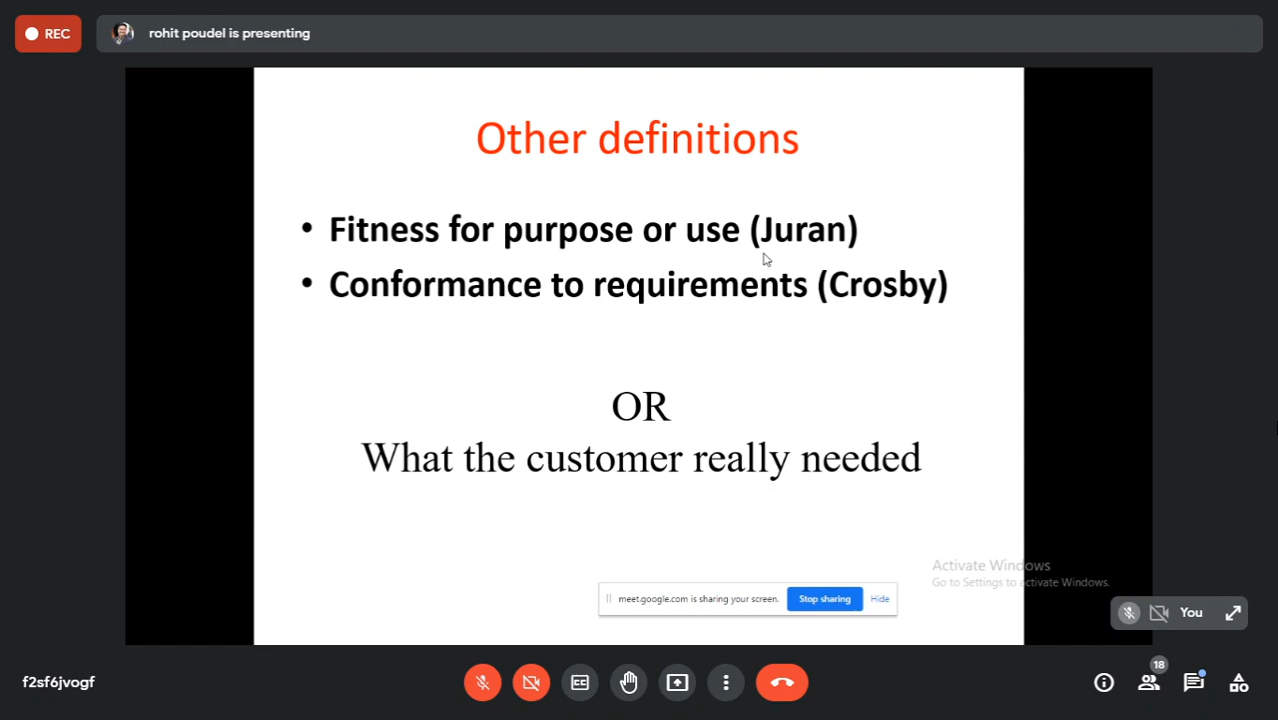 REC
rohit poudel is presenting
Other definitions
• Fitness for purpose or use (Juran)
• Conformance to requirements (Crosby)
OR
What the customer really needed
Activate Windows
Go to Settings to activate Windows.
meet.google.com is sharing your screen. Stop sharing Hide
You
18
f2sf6jvogf
CC